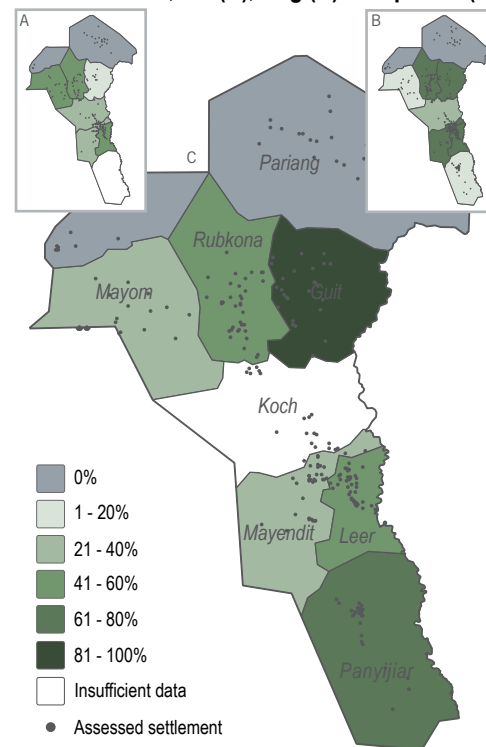 A
B
C
Pariang
Rubkona
Mayom
Guit
Koch
Mayendit
Leer
Panyijiar
0%
1 - 20%
21 - 40%
41 - 60%
61 - 80%
81 - 100%
Insufficient data
Assessed settlement